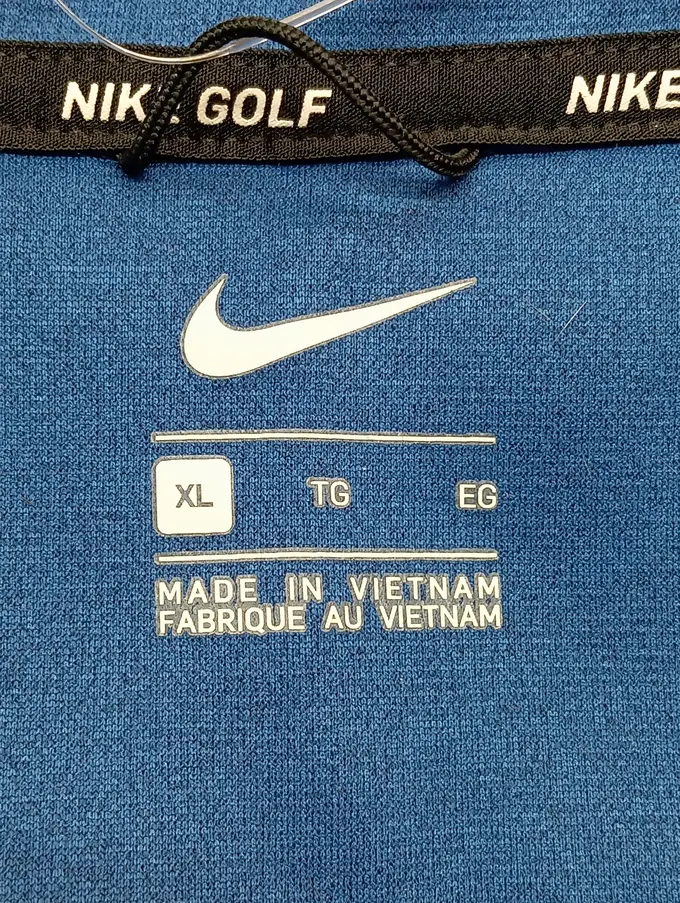 NIKE GOLF NIKE
XL TG EG
MADE IN VIETNAM
FABRIQUE AU VIETNAM